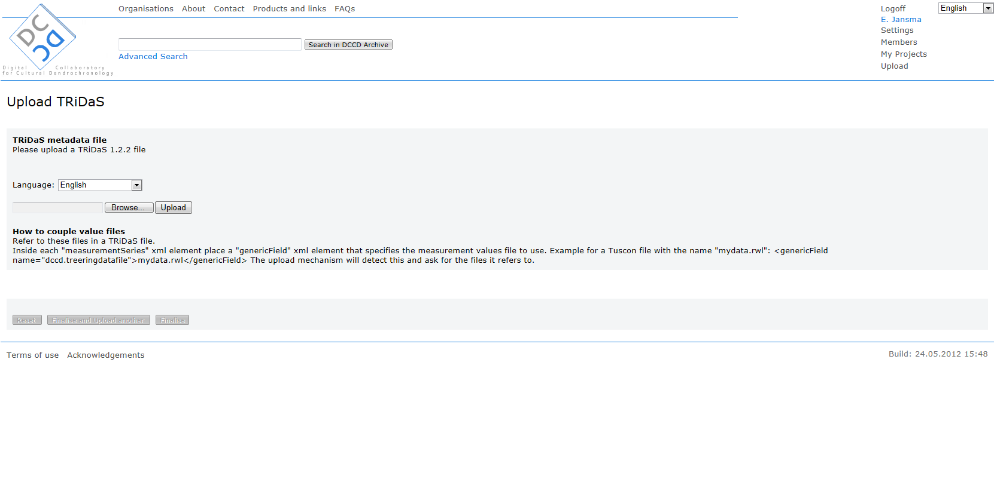 Organisations About Contact Products and links FAQs
Logoff
English
E. Jansma
Settings
Members
My Projects
Upload
DC
CD
Digital Collaboratory
for Cultural Dendrochronology
Search in DCCD Archive
Advanced Search
Upload TRiDaS
TRiDaS metadata file
Please upload a TRiDaS 1.2.2 file
Language: English
Browse... Upload
How to couple value files
Refer to these files in a TRiDaS file.
Inside each "measurementSeries" xml element place a "genericField" xml element that specifies the measurement values file to use. Example for a Tuscon file with the name "mydata.rwl": <genericField
name="dccd.treeringdatafile">mydata.rwl</genericField> The upload mechanism will detect this and ask for the files it refers to.
Reset Finalise and Upload another Finalise
Terms of use Acknowledgements
Build: 24.05.2012 15:48